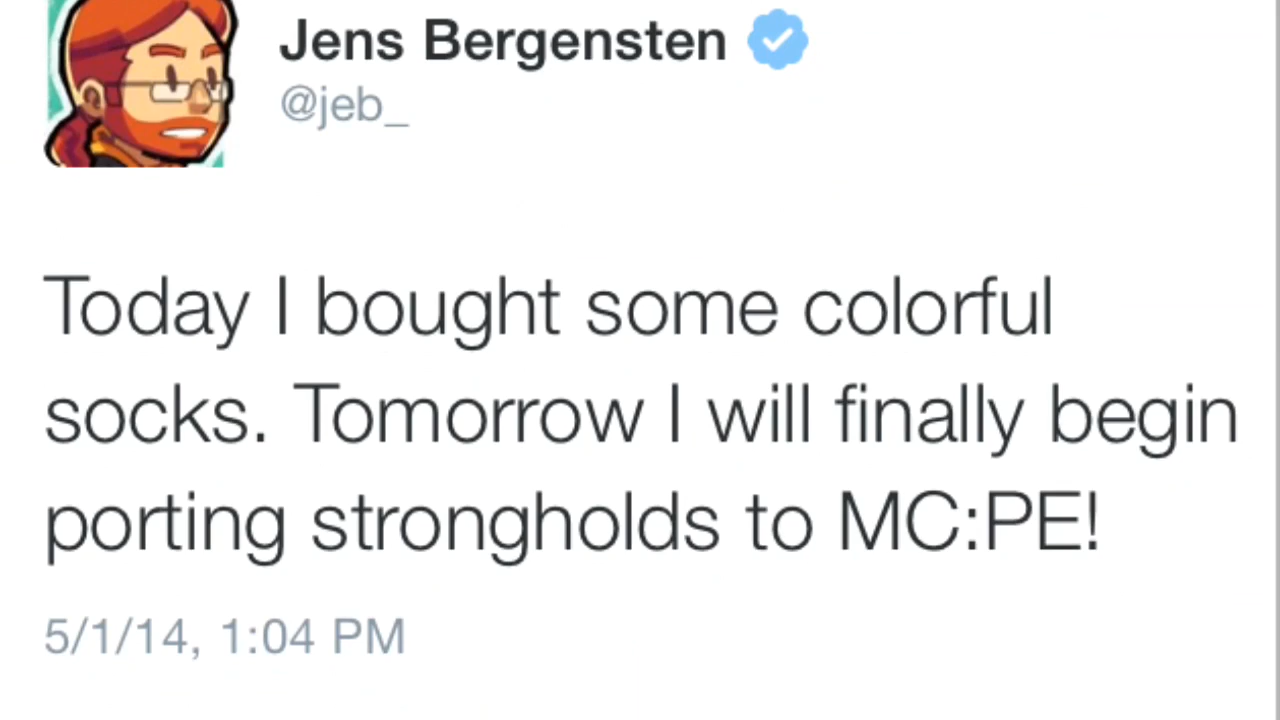 Jens Bergensten
@jeb_
Today I bought some colorful
socks. Tomorrow I will finally begin
porting strongholds to MC:PE!
5/1/14, 1:04 PM